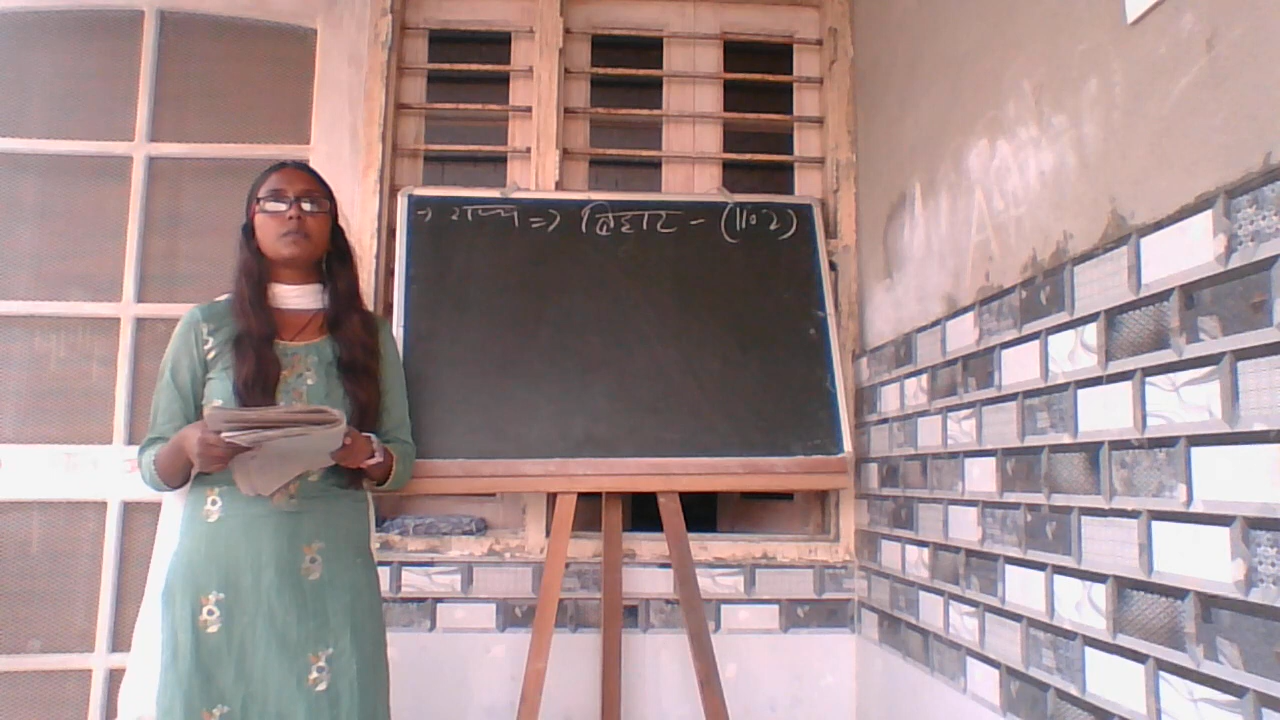 → राज्य => बिहार - (1102)